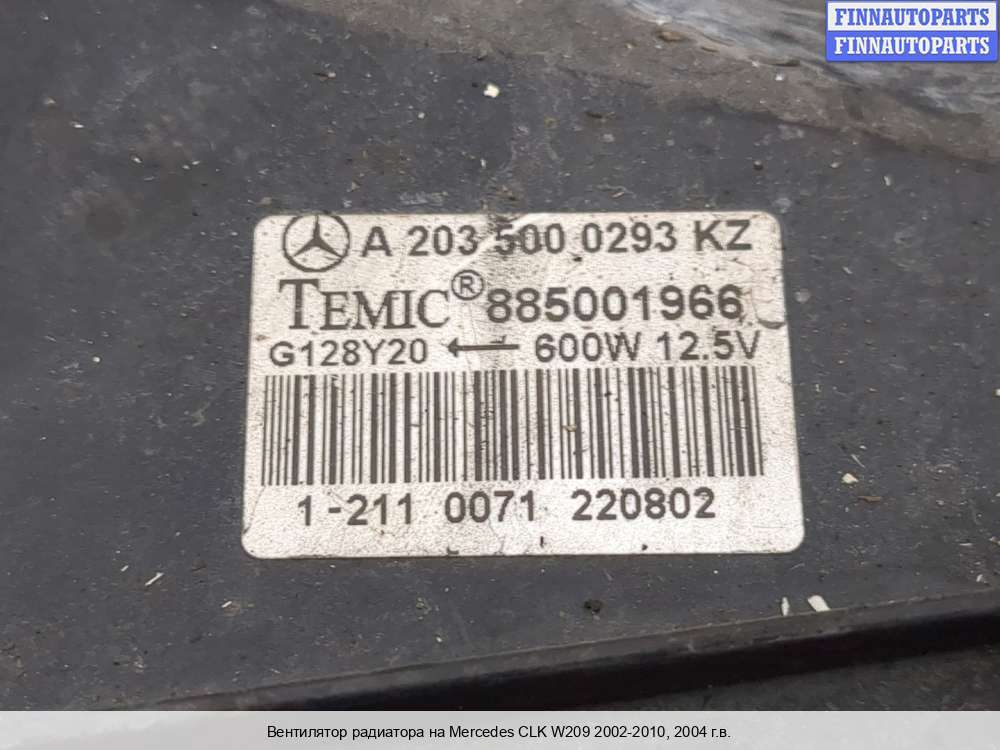 FINNAUTOPARTS
FINNAUTOPARTS
A 203 500 0293 KZ
TEMIC® 885001966
G128Y20 ← 600W 12.5V
1-211 0071 220802
Вентилятор радиатора на Mercedes CLK W209 2002-2010, 2004 г.в.